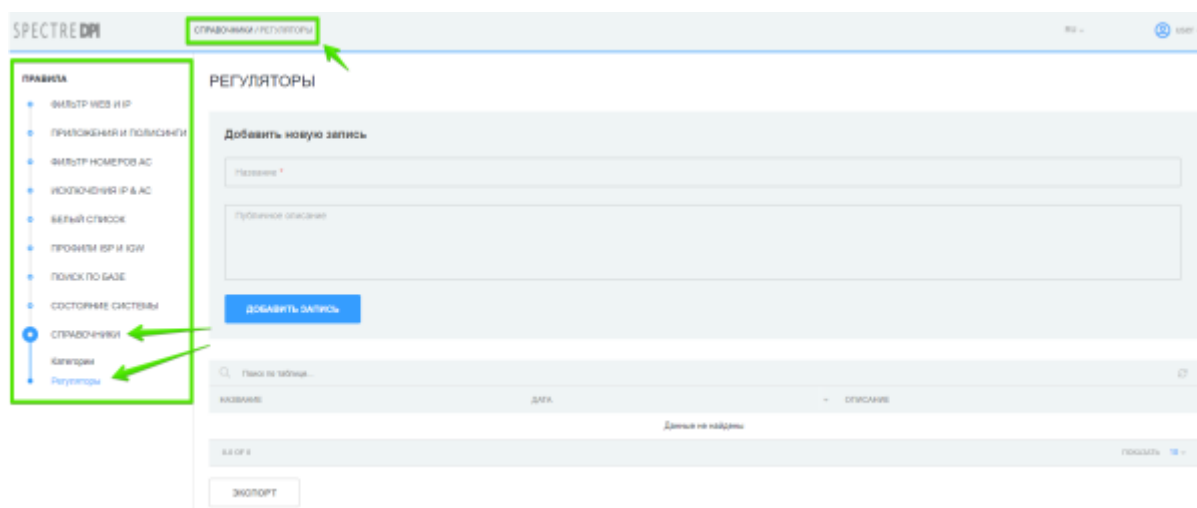 SPECTRE DPI
СПРАВОЧНИКИ / РЕГУЛЯТОРЫ
RU
user
ПРАВИЛА
ФИЛЬТР WEB И IP
ПРИЛОЖЕНИЯ И ПОЛИСИНГИ
ФИЛЬТР НОМЕРОВ АС
ИСКЛЮЧЕНИЯ IP & АС
БЕЛЫЙ СПИСОК
ПРОФИЛИ ISP И IGW
ПОИСК ПО БАЗЕ
СОСТОЯНИЕ СИСТЕМЫ
СПРАВОЧНИКИ
Категории
Регуляторы
РЕГУЛЯТОРЫ
Добавить новую запись
Название *
Публичное описание
ДОБАВИТЬ ЗАПИСЬ
Поиск по таблице...
НАЗВАНИЕ ДАТА ОПИСАНИЕ
Данные не найдены
ПОКАЗАТЬ 10
ЭКСПОРТ